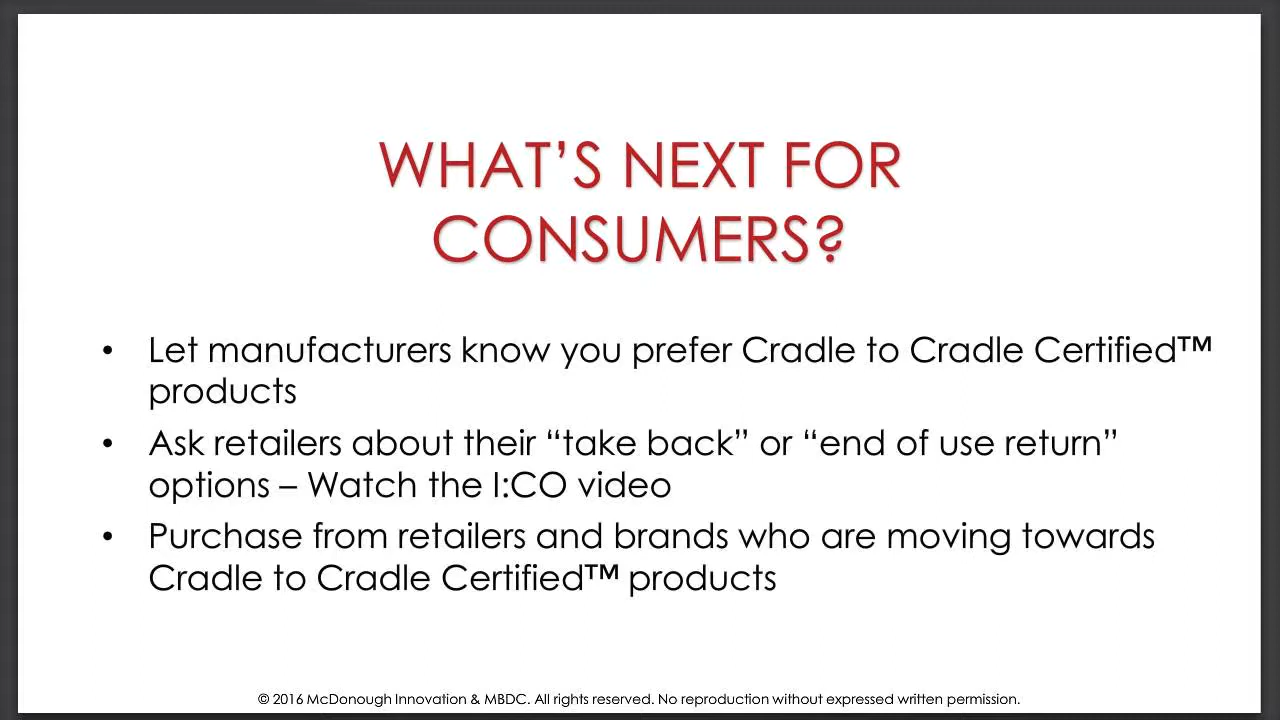 WHAT’S NEXT FOR
CONSUMERS?
• Let manufacturers know you prefer Cradle to Cradle Certified™
products
• Ask retailers about their “take back” or “end of use return”
options – Watch the I:CO video
• Purchase from retailers and brands who are moving towards
Cradle to Cradle Certified™ products
© 2016 McDonough Innovation & MBDC. All rights reserved. No reproduction without expressed written permission.